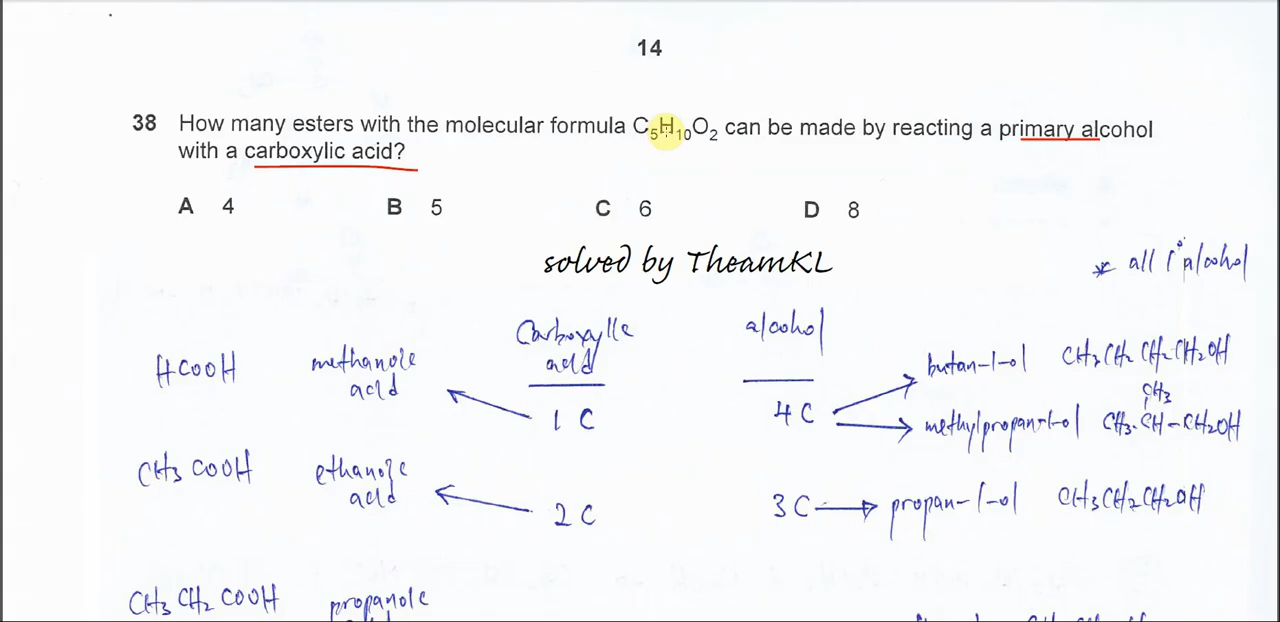 14
38 How many esters with the molecular formula C5H10O2 can be made by reacting a primary alcohol
with a carboxylic acid?
A 4 B 5 C 6 D 8
solved by TheamKL
* all 1° alcohol
Carboxylic
acid
alcohol
HCOOH methanoic
acid
1 C
4 C
butan-1-ol CH3CH2CH2CH2OH
CH3
methylpropan-1-ol CH3-CH-CH2OH
CH3COOH ethanoic
acid
2 C
3 C propan-1-ol CH3CH2CH2OH
CH3CH2COOH propanoic